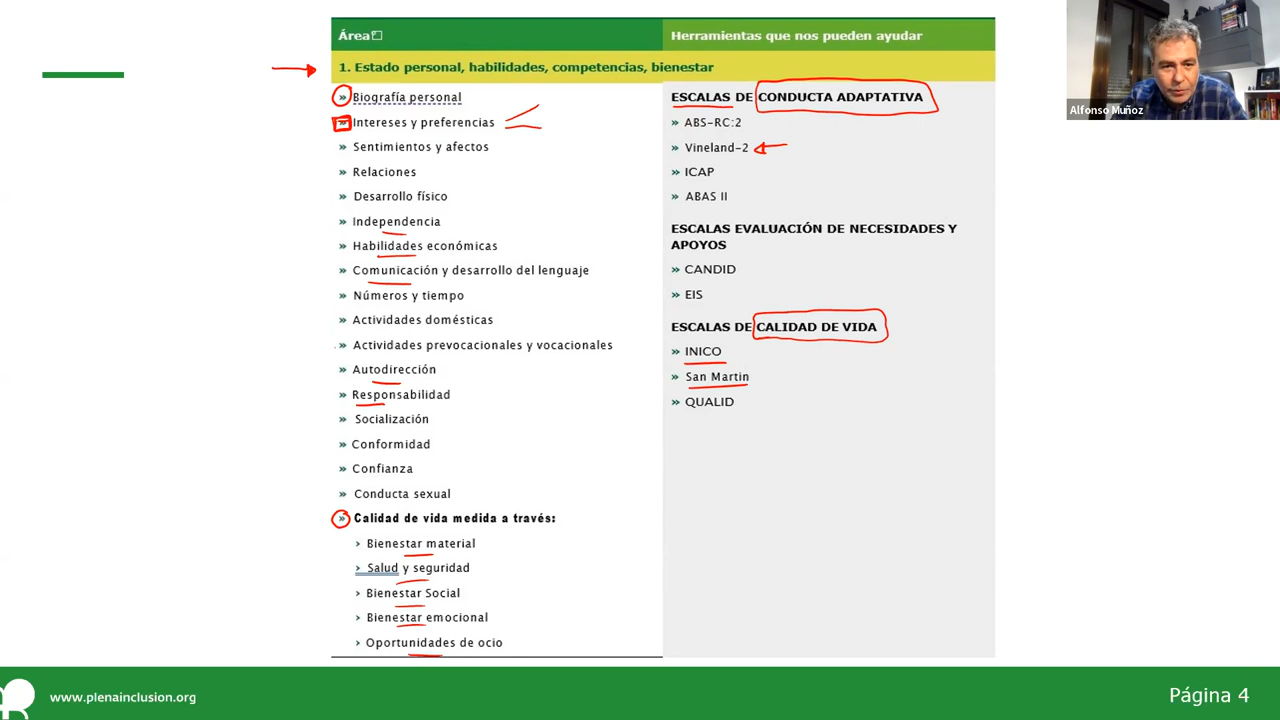 Área
Herramientas que nos pueden ayudar
1. Estado personal, habilidades, competencias, bienestar
» Biografía personal
» Intereses y preferencias
» Sentimientos y afectos
» Relaciones
» Desarrollo físico
» Independencia
» Habilidades económicas
» Comunicación y desarrollo del lenguaje
» Números y tiempo
» Actividades domésticas
» Actividades prevocacionales y vocacionales
» Autodirección
» Responsabilidad
» Socialización
» Conformidad
» Confianza
» Conducta sexual
» Calidad de vida medida a través:
› Bienestar material
› Salud y seguridad
› Bienestar Social
› Bienestar emocional
› Oportunidades de ocio
ESCALAS DE CONDUCTA ADAPTATIVA
» ABS-RC:2
» Vineland-2
» ICAP
» ABAS II
ESCALAS EVALUACIÓN DE NECESIDADES Y
APOYOS
» CANDID
» EIS
ESCALAS DE CALIDAD DE VIDA
» INICO
» San Martin
» QUALID
Alfonso Muñoz
www.plenainclusion.org
Página 4